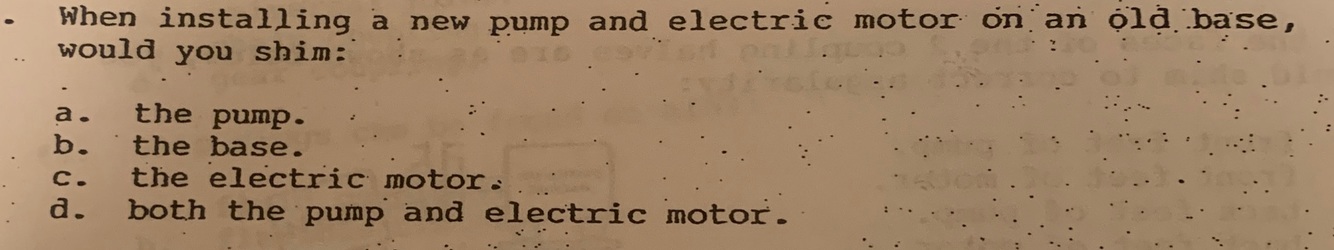 . When installing a new pump and electric motor on an old base,
would you shim:
a. the pump.
b. the base.
c. the electric motor.
d. both the pump and electric motor.